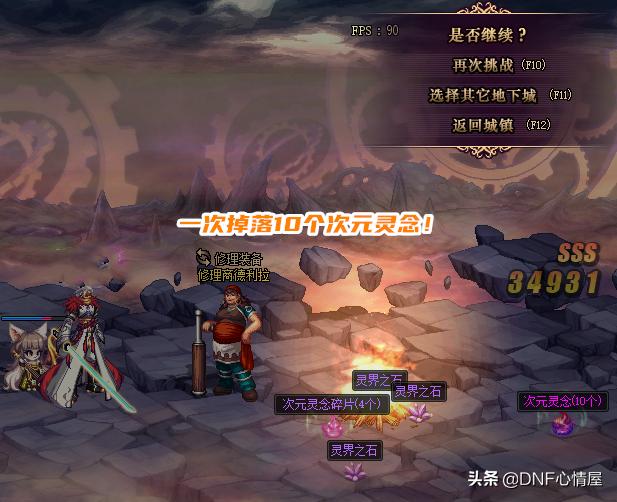 FPS : 90
是否继续？
再次挑战 (F10)
选择其它地下城 (F11)
返回城镇 (F12)
一次掉落10个次元灵念!
修理装备
修理商德利拉
SSS
34931
灵界之石
灵界之石
次元灵念碎片(4个)
次元灵念(10个)
灵界之石
头条 @DNF心情屋